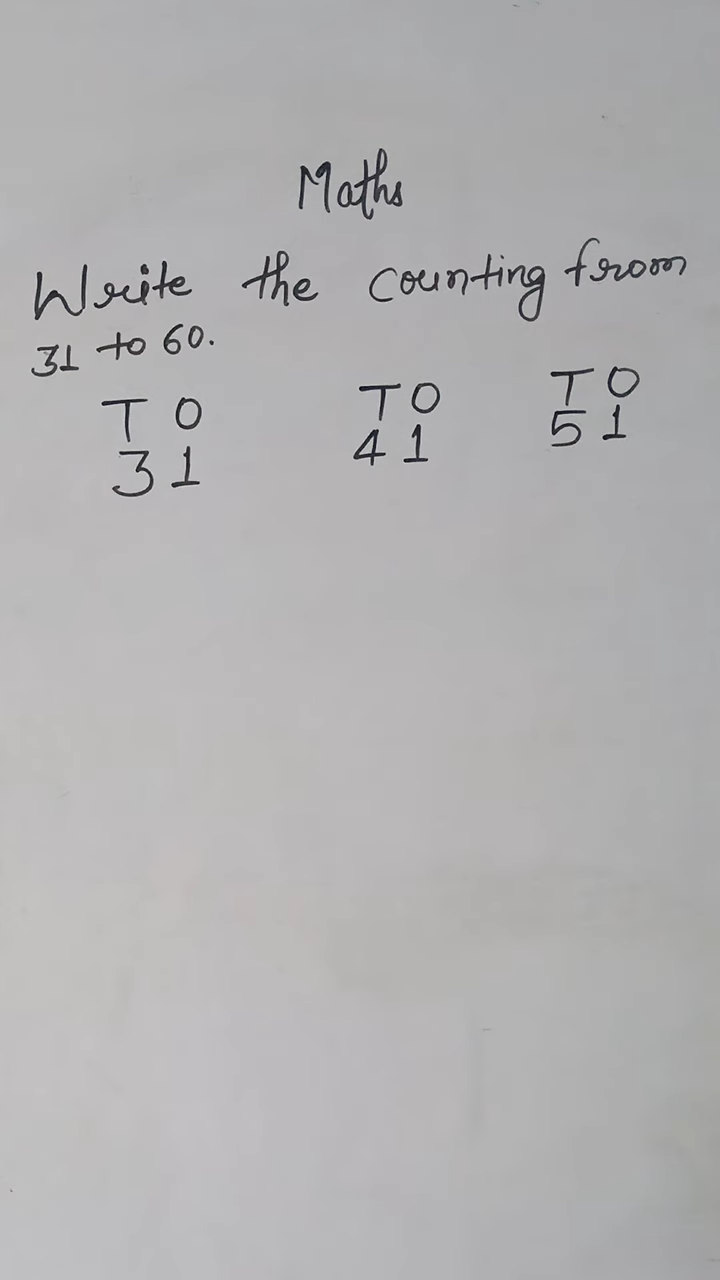 Maths
Write the counting from
31 to 60.
T O T O T O
3 1 4 1 5 1